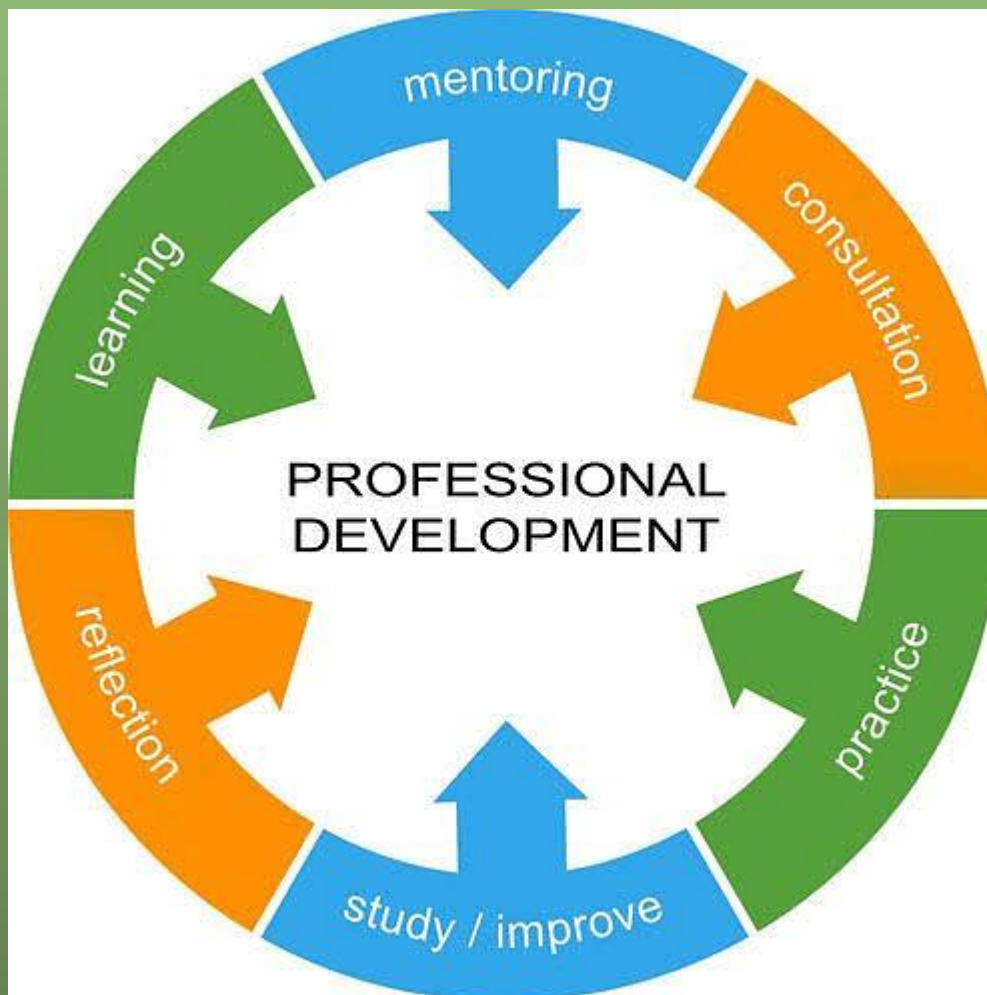 mentoring
consultation
learning
PROFESSIONAL
DEVELOPMENT
reflection
practice
study / improve